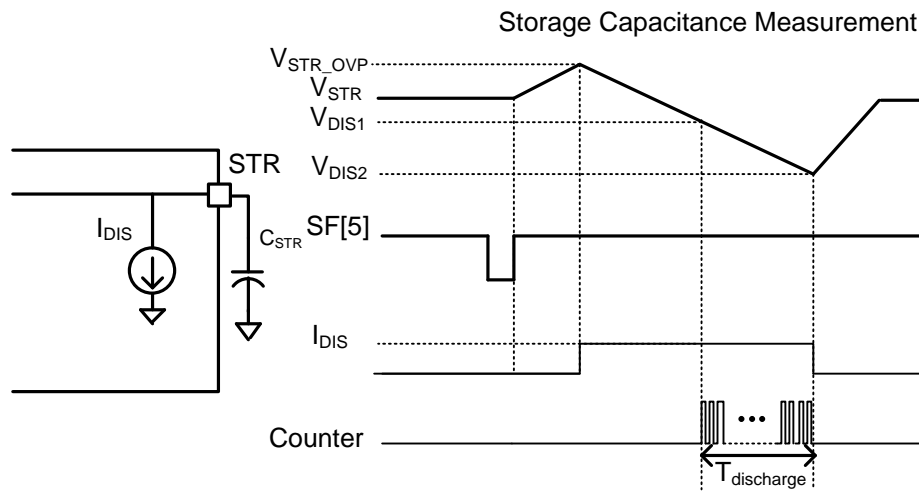 Storage Capacitance Measurement
V_STR_OVP
V_STR
V_DIS1
V_DIS2
STR
I_DIS
C_STR
SF[5]
I_DIS
Counter
T_discharge